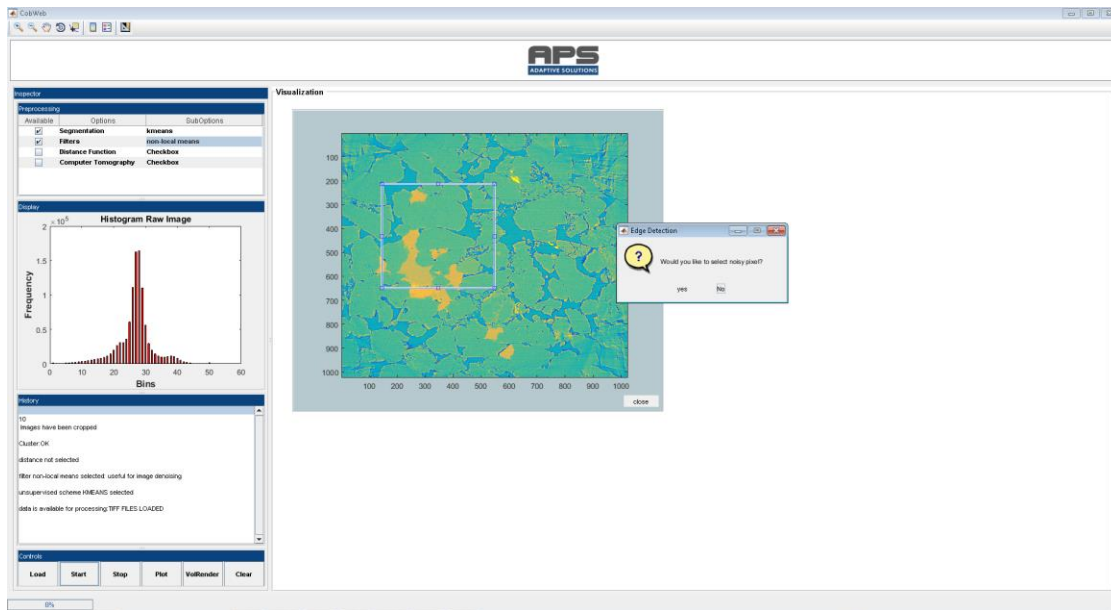 CobWeb
APS
ADAPTIVE SOLUTIONS
Inspector
Preprocessing
Available Options SubOptions
Segmentation kmeans
Filters non-local means
Distance Function Checkbox
Computer Tomography Checkbox
Display
Histogram Raw Image
×10^5
2
1.5
1
0.5
0
Frequency
0 10 20 30 40 50 60
Bins
History
10
images have been cropped
Cluster:OK
distance not selected
filter non-local means selected: useful for image denoising
unsupervised scheme KMEANS selected
data is available for processing:TIFF FILES LOADED
Controls
Load Start Stop Plot VolRender Clear
0%
Visualization
100
200
300
400
500
600
700
800
900
1000
100 200 300 400 500 600 700 800 900 1000
close
Edge Detection
Would you like to select noisy pixel?
yes No